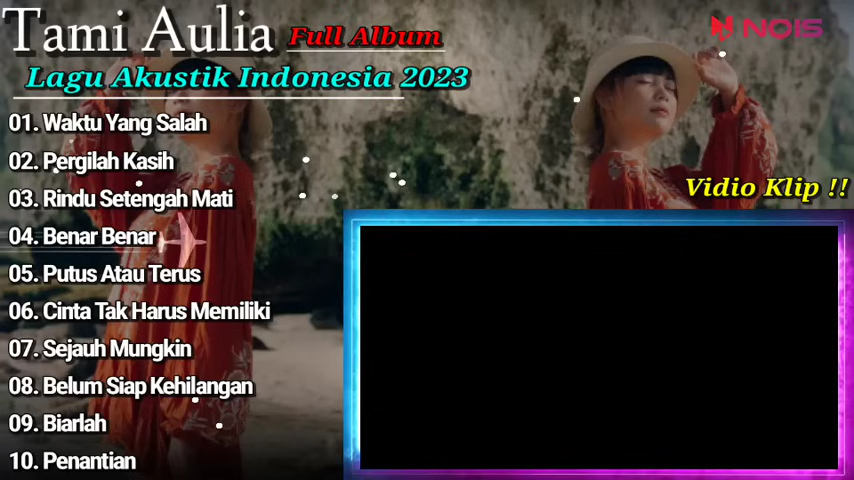 Tami Aulia Full Album
Lagu Akustik Indonesia 2023
NOIS
01. Waktu Yang Salah
02. Pergilah Kasih
03. Rindu Setengah Mati
04. Benar Benar
05. Putus Atau Terus
06. Cinta Tak Harus Memiliki
07. Sejauh Mungkin
08. Belum Siap Kehilangan
09. Biarlah
10. Penantian
Vidio Klip !!